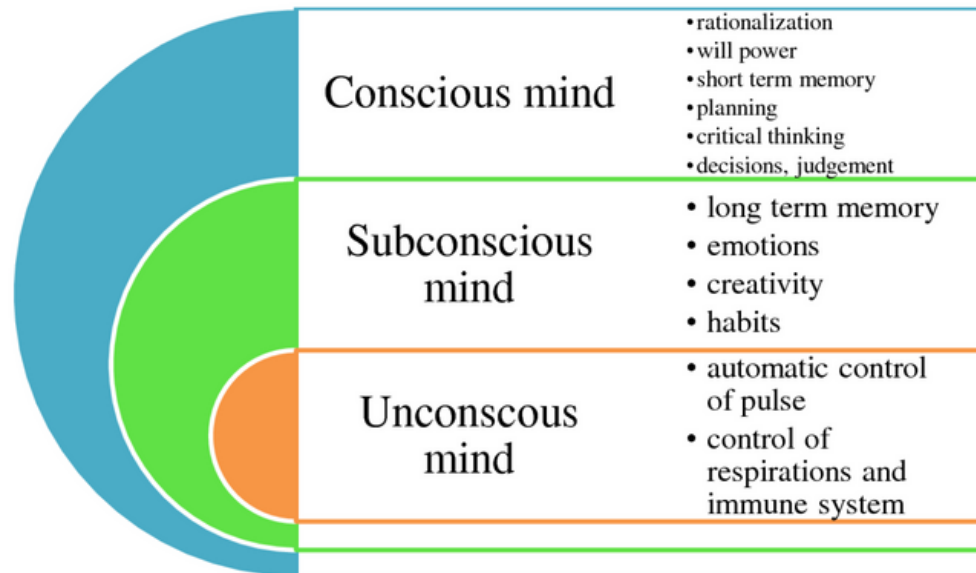 Conscious mind
•rationalization
•will power
•short term memory
•planning
•critical thinking
•decisions, judgement
Subconscious
mind
• long term memory
• emotions
• creativity
• habits
Unconscous
mind
• automatic control
of pulse
• control of
respirations and
immune system